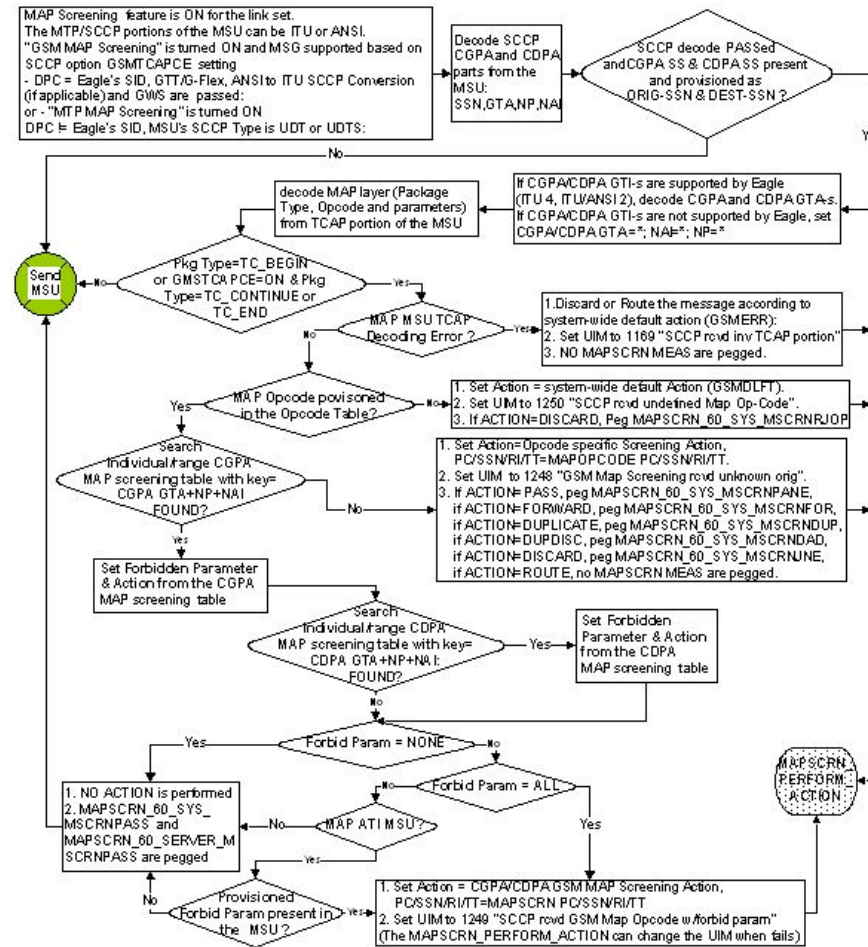 MAP Screening feature is ON for the link set.
The MTP/SCCP portions of the MSU can be ITU or ANSI.
"GSM MAP Screening" is turned ON and MSG supported based on
SCCP option GSMTCAPCE setting
- DPC = Eagle's SID, GTT/G-Flex, ANSI to ITU SCCP Conversion
(if applicable) and GWS are passed:
or - "MTP MAP Screening" is turned ON
DPC != Eagle's SID, MSU's SCCP Type is UDT or UDTS:
Decode SCCP
CGPA and CDPA
parts from the
MSU:
SSN,GTA,NP,NAI
SCCP decode PASSed
and CGPA SS & CDPA SS present
and provisioned as
ORIG-SSN & DEST-SSN ?
No
Y
If CGPA/CDPA GTI-s are supported by Eagle
(ITU 4, ITU/ANSI 2), decode CGPA and CDPA GTA-s.
If CGPA/CDPA GTI-s are not supported by Eagle, set
CGPA/CDPA GTA=*; NAI=*; NP=*
decode MAP layer (Package
Type, Opcode and parameters)
from TCAP portion of the MSU
Send
MSU
No
Pkg Type=TC_BEGIN
or GMSTCAPCE=ON & Pkg
Type=TC_CONTINUE or
TC_END
Yes
MAP MSU TCAP
Decoding Error ?
Yes
1.Discard or Route the message according to
system-wide default action (GSMERR):
2. Set UIM to 1169 "SCCP rcvd inv TCAP portion"
3. NO MAPSCRN MEAS are pegged.
No
MAP Opcode povisoned
in the Opcode Table?
No
1. Set Action = system-wide default Action (GSMDLFT).
2. Set UIM to 1250 "SCCP rcvd undefined Map Op-Code".
3. If ACTION=DISCARD, Peg MAPSCRN_60_SYS_MSCRNRJOP
Yes
Search
Individual/range CGPA
MAP screening table with key=
CGPA GTA+NP+NAI
FOUND?
No
1. Set Action=Opcode specific Screening Action,
PC/SSN/RI/TT=MAPOPCODE PC/SSN/RI/TT.
2. Set UIM to 1248 "GSM Map Screening rcvd unknown orig".
3. If ACTION= PASS, peg MAPSCRN_60_SYS_MSCRNPANE,
if ACTION=FORWARD, peg MAPSCRN_60_SYS_MSCRNFOR,
if ACTION=DUPLICATE, peg MAPSCRN_60_SYS_MSCRNDUP,
if ACTION=DUPDISC, peg MAPSCRN_60_SYS_MSCRNDAD,
if ACTION=DISCARD, peg MAPSCRN_60_SYS_MSCRNJNE,
if ACTION=ROUTE, no MAPSCRN MEAS are pegged.
Yes
Set Forbidden Parameter
& Action from the CGPA
MAP screening table
Search
Individual/range CDPA
MAP screening table with key=
CDPA GTA+NP+NAI:
FOUND?
Yes
Set Forbidden
Parameter & Action
from the CDPA
MAP screening table
No
Forbid Param = NONE
Yes
No
Forbid Param = ALL
No
Yes
MAPSCRN_
PERFORM_
ACTION
1. NO ACTION is performed
2. MAPSCRN_60_SYS_
MSCRNPASS and
MAPSCRN_60_SERVER_M
SCRNPASS are pegged
No
MAP ATI MSU?
Yes
No
Provisioned
Forbid Param present in
the MSU ?
Yes
1. Set Action = CGPA/CDPA GSM MAP Screening Action,
PC/SSN/RI/TT=MAPSCRN PC/SSN/RI/TT
2. Set UIM to 1249 "SCCP rcvd GSM Map Opcode w/forbid param"
(The MAPSCRN_PERFORM_ACTION can change the UIM when fails)